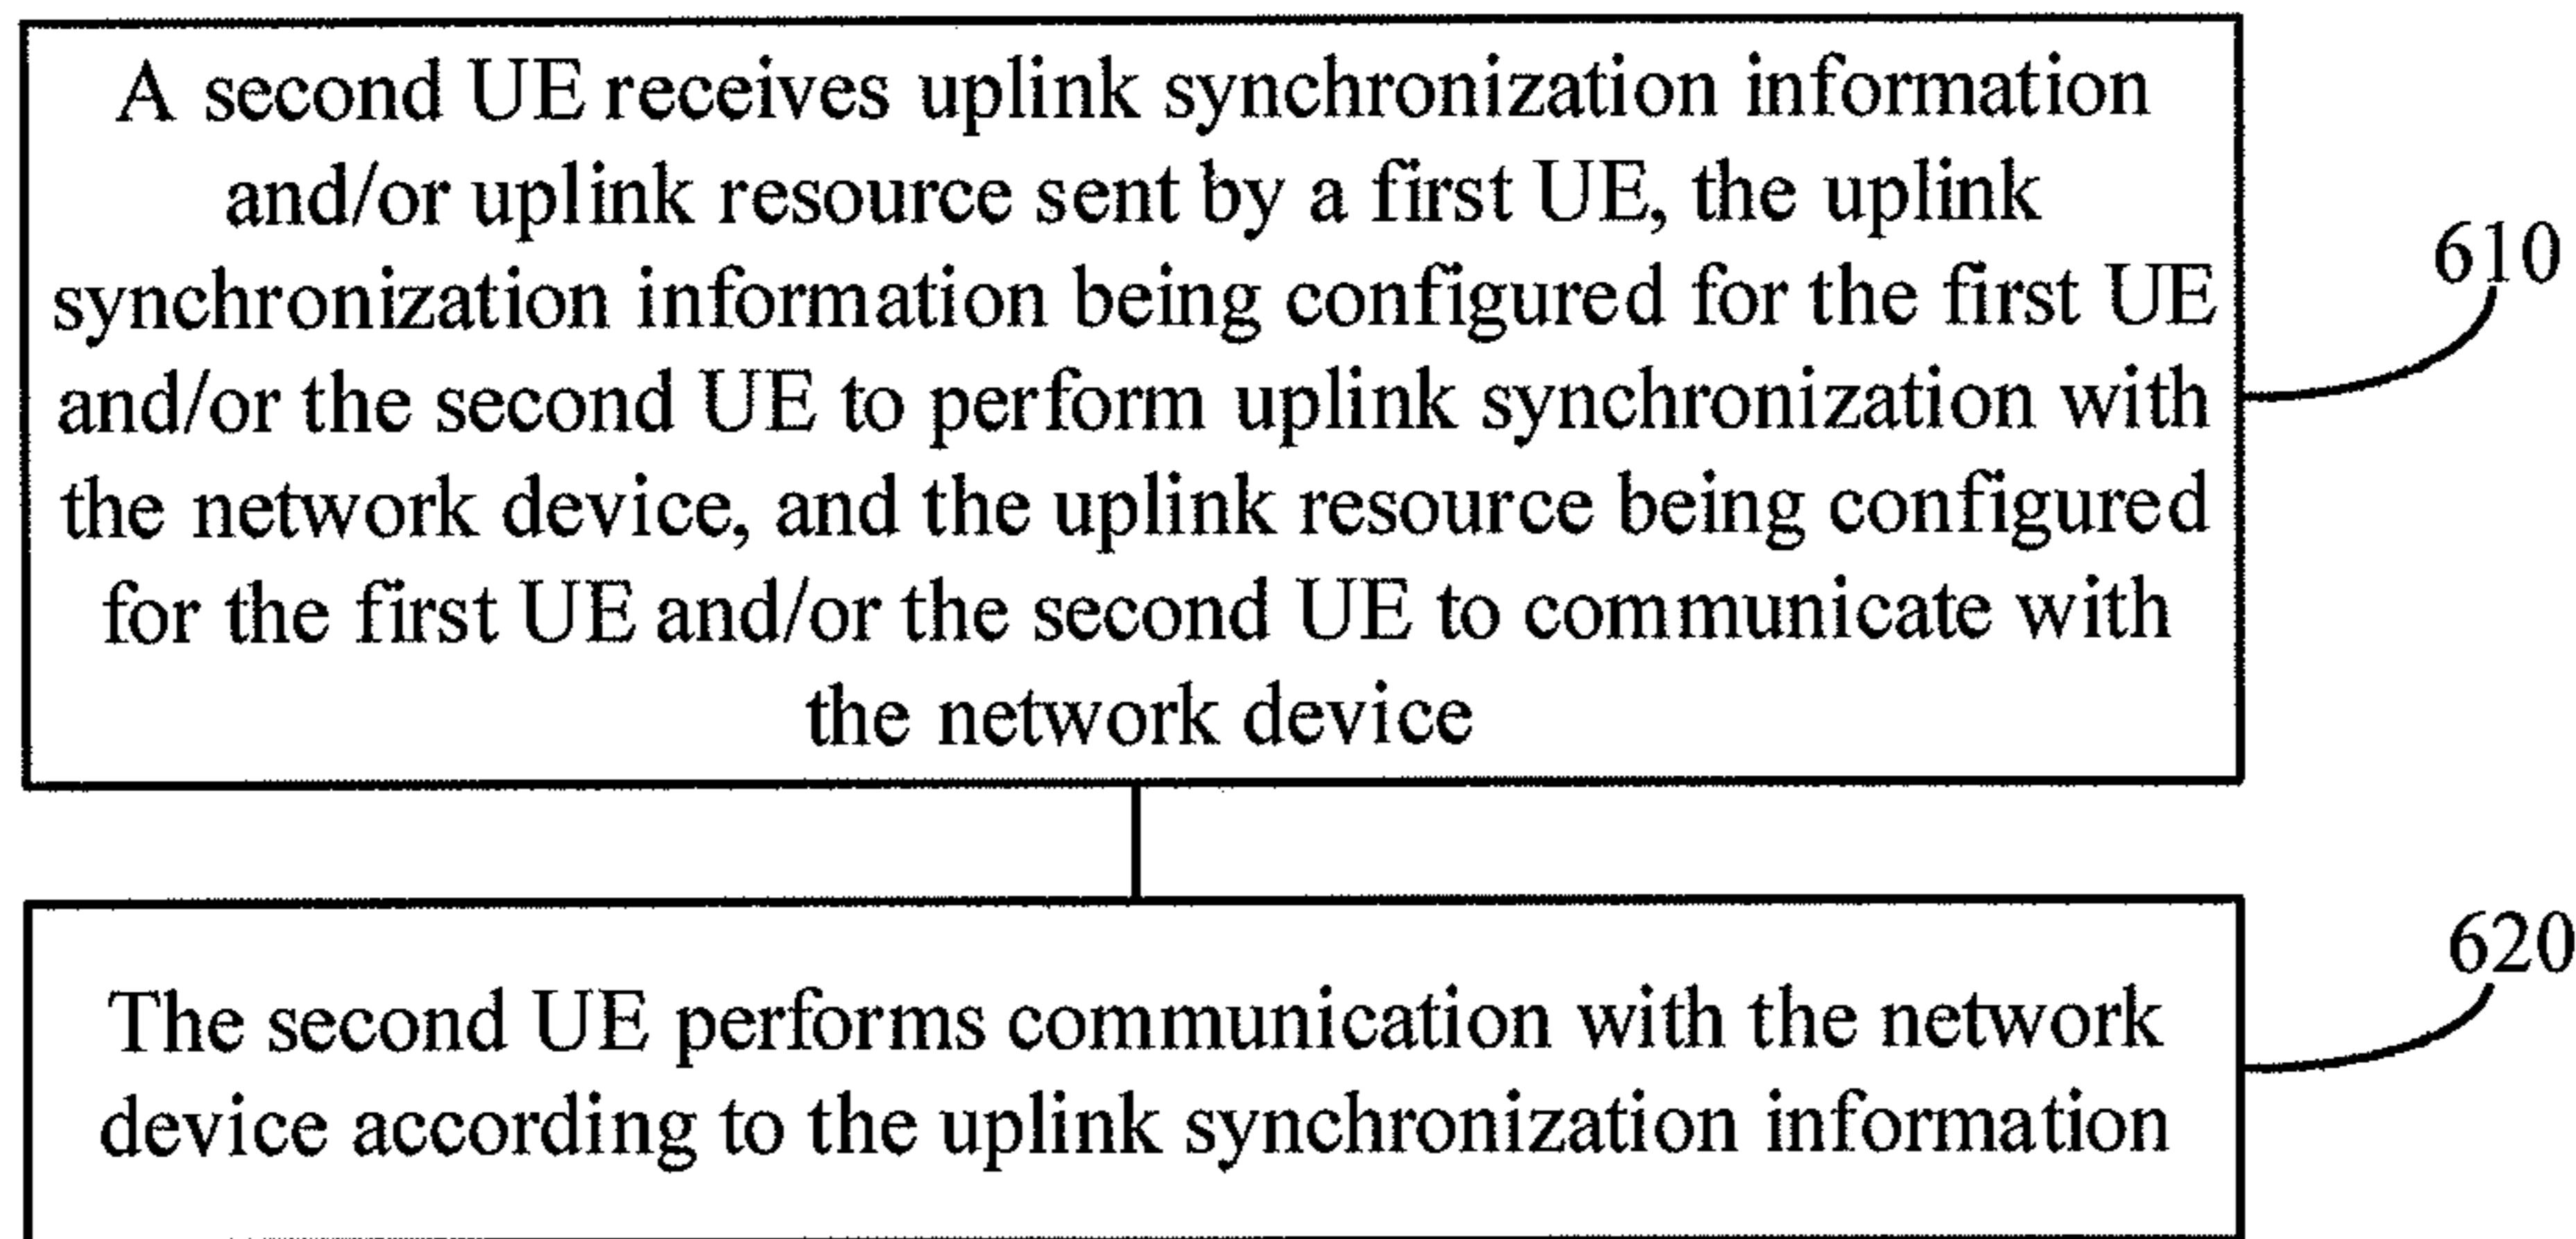 A second UE receives uplink synchronization information
and/or uplink resource sent by a first UE, the uplink
synchronization information being configured for the first UE
and/or the second UE to perform uplink synchronization with
the network device, and the uplink resource being configured
for the first UE and/or the second UE to communicate with
the network device
610
The second UE performs communication with the network
device according to the uplink synchronization information
620